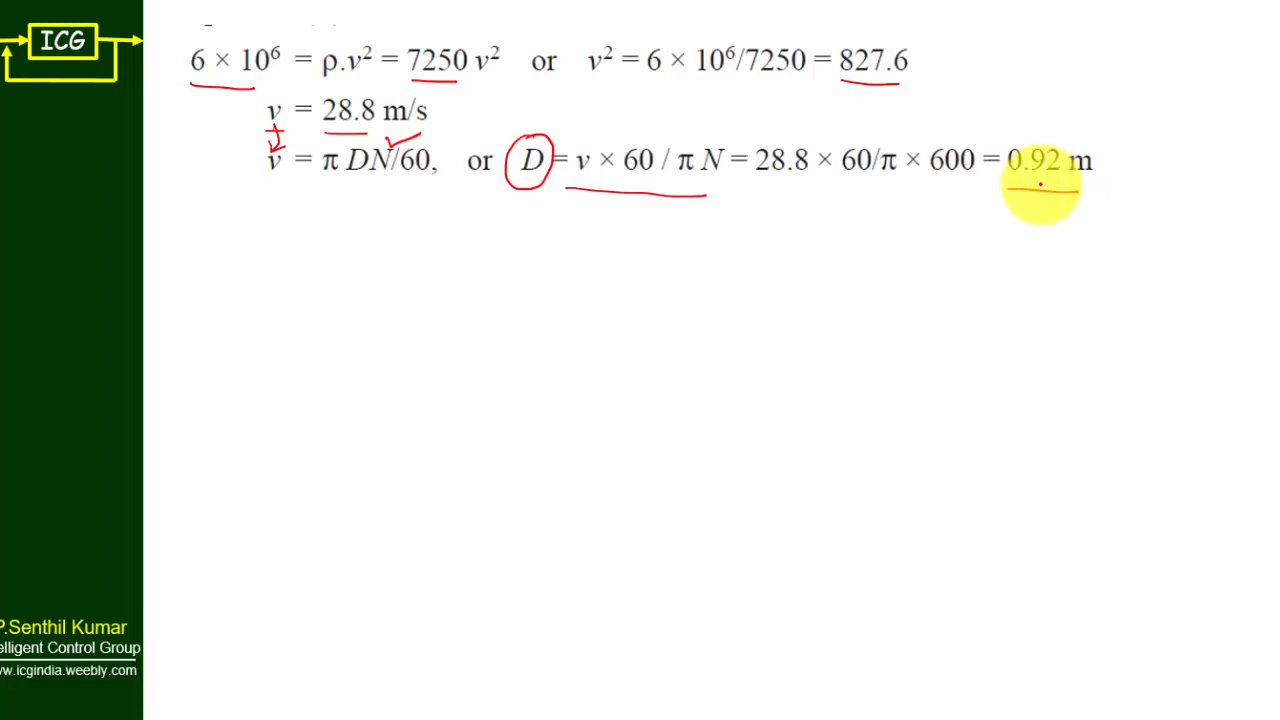 ICG
6 × 10⁶ = ρ.v² = 7250 v² or v² = 6 × 10⁶/7250 = 827.6
v = 28.8 m/s
v = π DN/60, or D = v × 60 / π N = 28.8 × 60/π × 600 = 0.92 m
P.Senthil Kumar
elligent Control Group
ww.icgindia.weebly.com